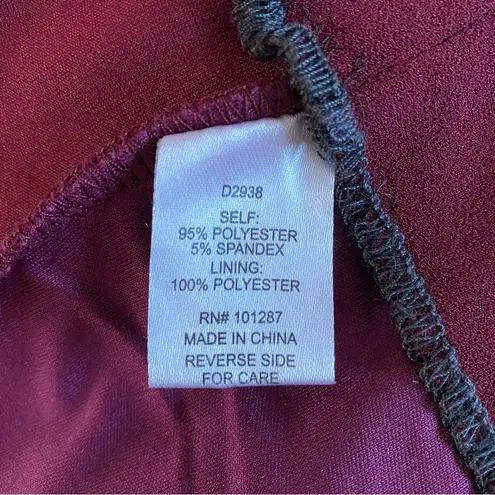 D2938
SELF:
95% POLYESTER
5% SPANDEX
LINING:
100% POLYESTER
RN# 101287
MADE IN CHINA
REVERSE SIDE
FOR CARE